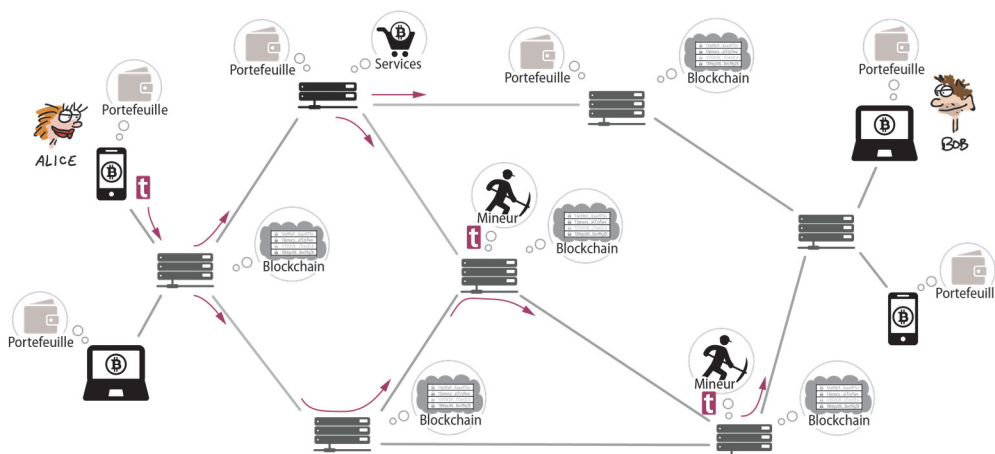 Portefeuille
Services
Portefeuille
Blockchain
Portefeuille
Portefeuille
ALICE
BOB
t
Mineur
t
Blockchain
Blockchain
Portefeuill
Portefeuille
Mineur
t
Blockchain
Blockchain